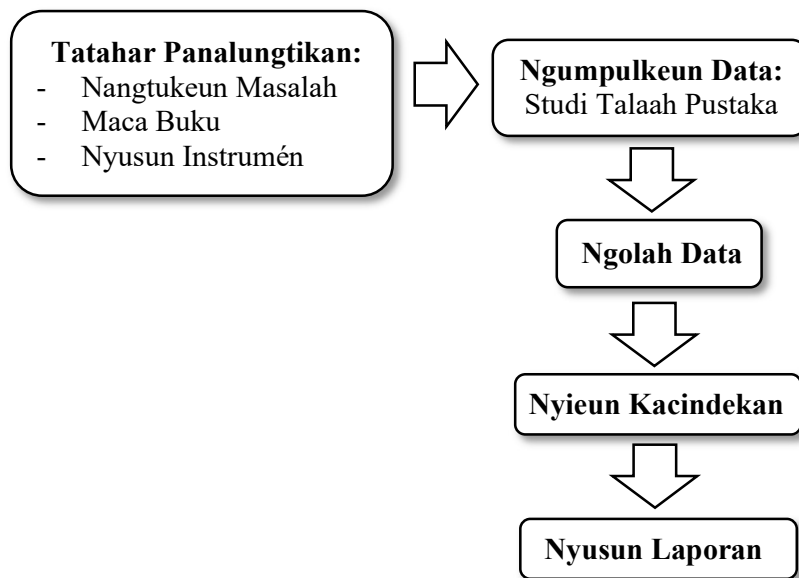 Tatahar Panalungtikan:
- Nangtukeun Masalah
- Maca Buku
- Nyusun Instrumén
Ngumpulkeun Data:
Studi Talaah Pustaka
Ngolah Data
Nyieun Kacindekan
Nyusun Laporan